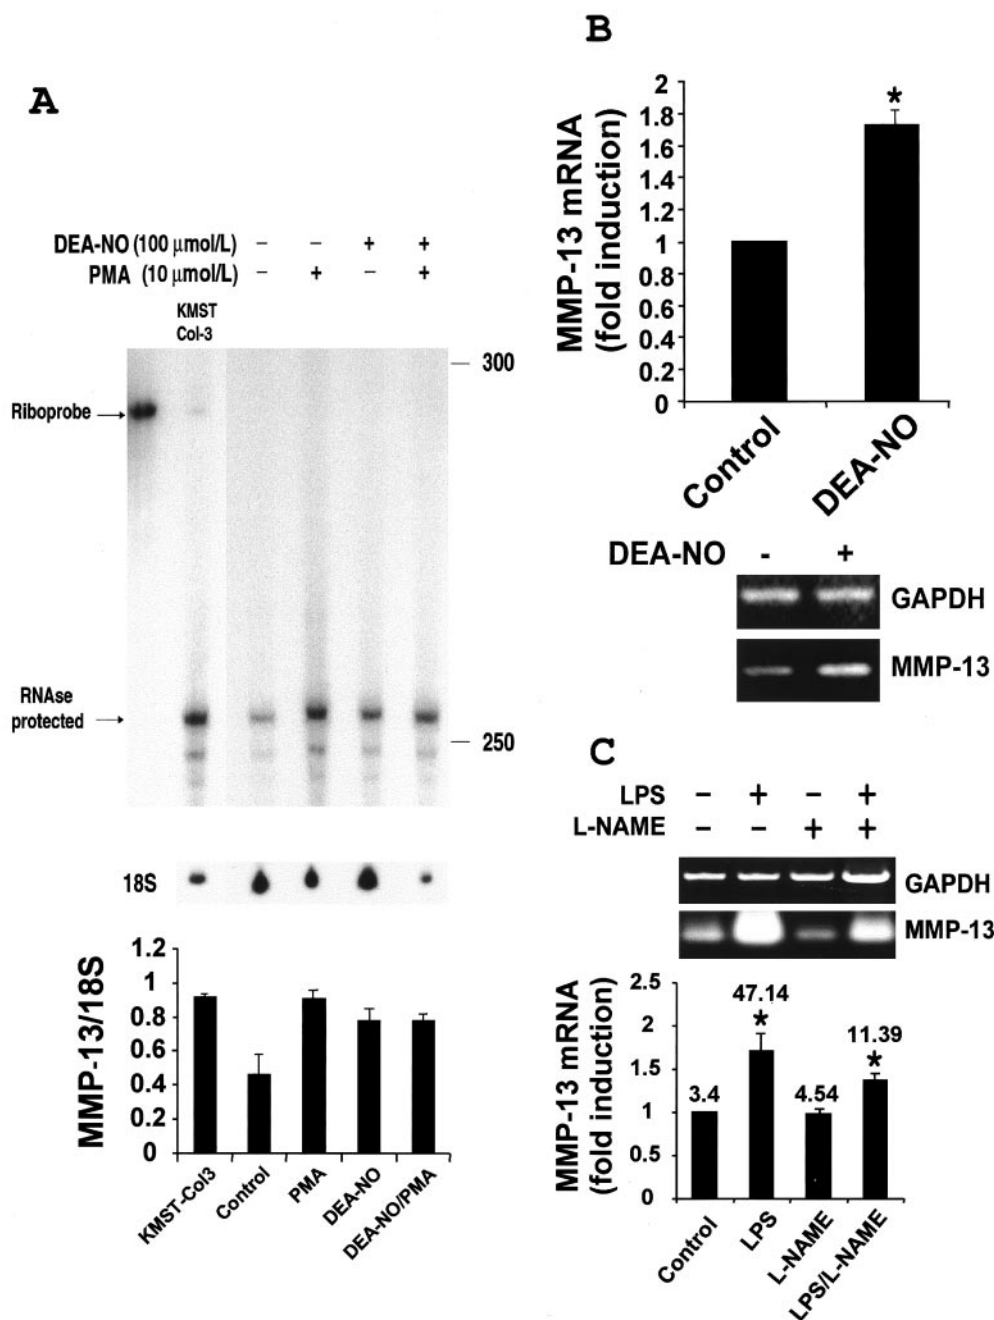 A
DEA-NO (100 µmol/L) – – + +
PMA (10 µmol/L) – + – +
KMST
Col-3
300
Riboprobe
RNAse
protected
250
18S
MMP-13/18S
1.2
1
0.8
0.6
0.4
0.2
0
KMST-Col3
Control
PMA
DEA-NO
DEA-NO/PMA
B
MMP-13 mRNA
(fold induction)
2
1.8
1.6
1.4
1.2
1
0.8
0.6
0.4
0.2
0
*
Control
DEA-NO
DEA-NO - +
GAPDH
MMP-13
C
LPS – + – +
L-NAME – – + +
GAPDH
MMP-13
MMP-13 mRNA
(fold induction)
2.5
2
1.5
1
0.5
0
3.4
47.14
*
4.54
11.39
*
Control
LPS
L-NAME
LPS/L-NAME